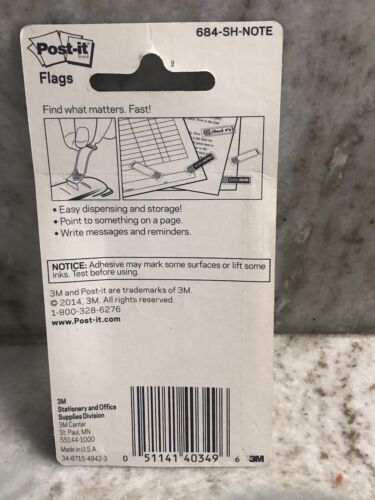 684-SH-NOTE
Post-it
Brand
Flags
Find what matters. Fast!
• Easy dispensing and storage!
• Point to something on a page.
• Write messages and reminders.
NOTICE: Adhesive may mark some surfaces or lift some
inks. Test before using.
3M and Post-it are trademarks of 3M.
© 2014, 3M. All rights reserved.
1-800-328-6276
www.Post-it.com
3M
Stationery and Office
Supplies Division
3M Center
St. Paul, MN
55144-1000
Made in U.S.A.
34-8715-4942-3
0 51141 40349 6 3M